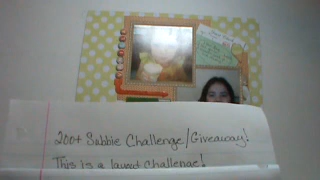 200+ Subbie Challenge/Giveaway!
This is a layout challenge!